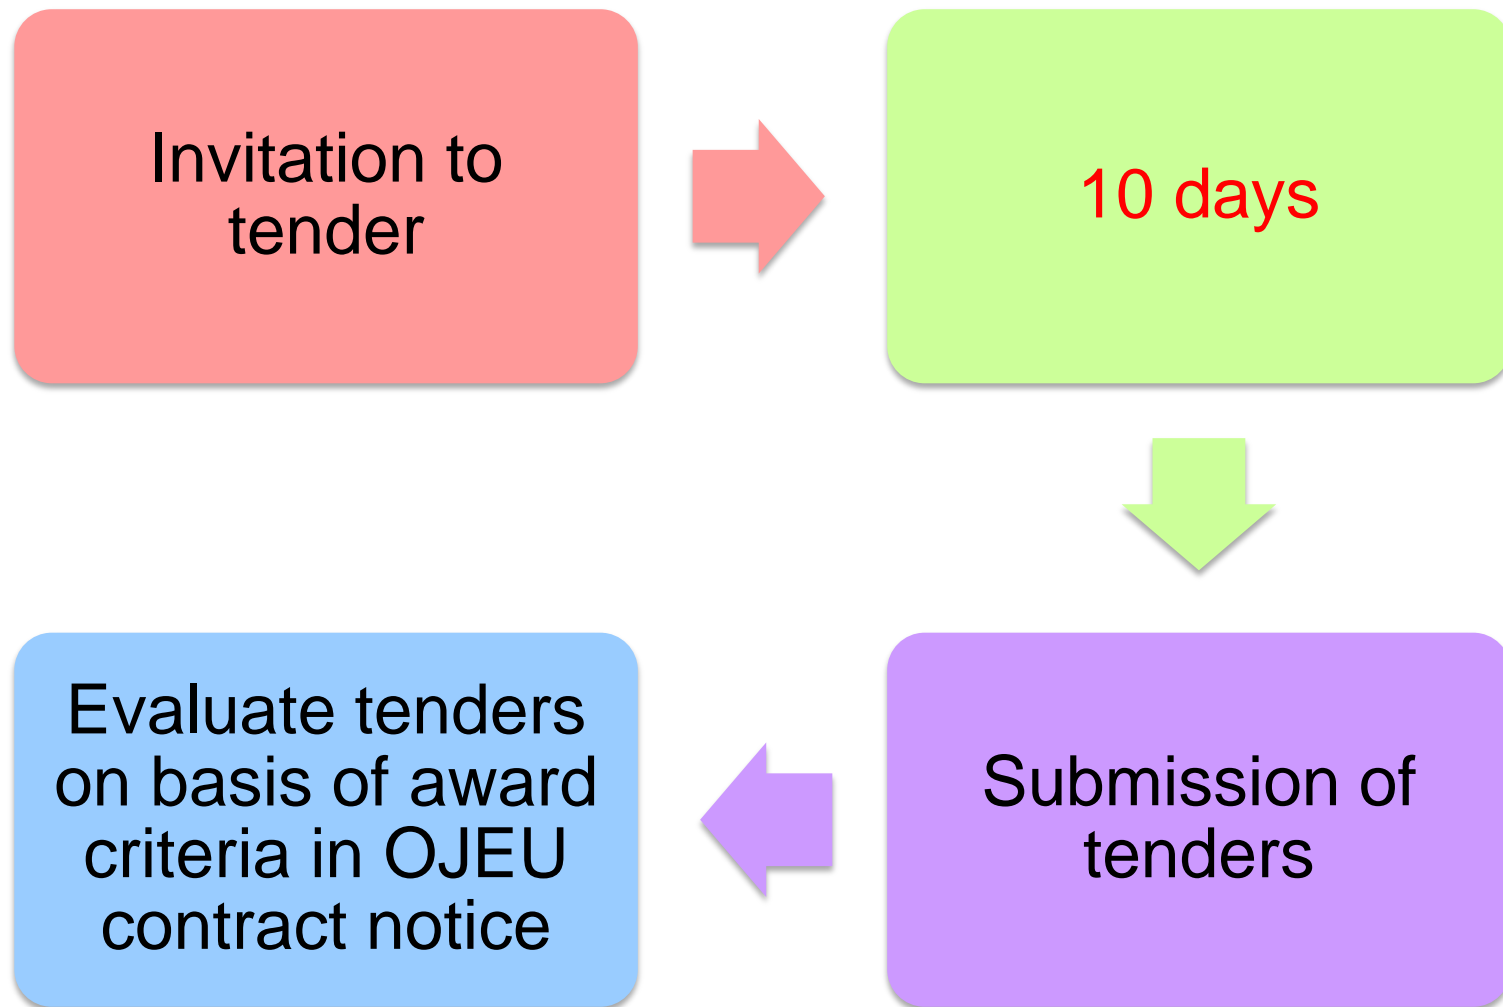 Invitation to
tender
10 days
Submission of
tenders
Evaluate tenders
on basis of award
criteria in OJEU
contract notice